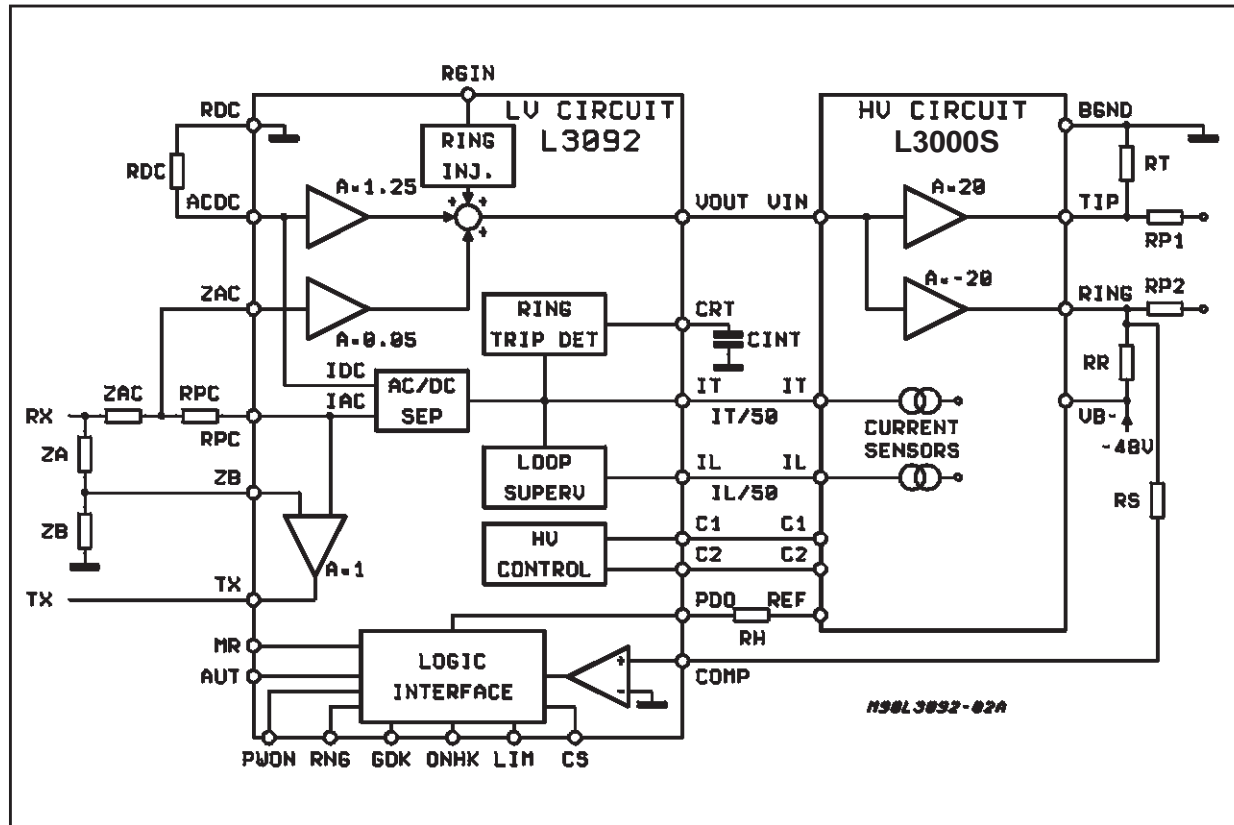 RGIN
RDC
LV CIRCUIT
L3092
HV CIRCUIT
L3000S
BGND
RDC
RING
INJ.
RT
ACDC
A=1.25
+
+
+
VOUT
VIN
A=20
TIP
RP1
ZAC
A=0.05
RING
TRIP DET
CRT
CINT
A=-20
RING
RP2
RR
IDC
IAC
AC/DC
SEP
ZAC
RPC
RX
RPC
IT
IT
IT/50
CURRENT
SENSORS
VB-
-48V
ZA
ZB
LOOP
SUPERV
IL
IL
IL/50
RS
ZB
A=1
HV
CONTROL
C1
C1
C2
C2
TX
TX
PDO
REF
RH
MR
AUT
LOGIC
INTERFACE
+
-
COMP
M90L3092-02A
PWON
RNG
GDK
ONHK
LIM
CS